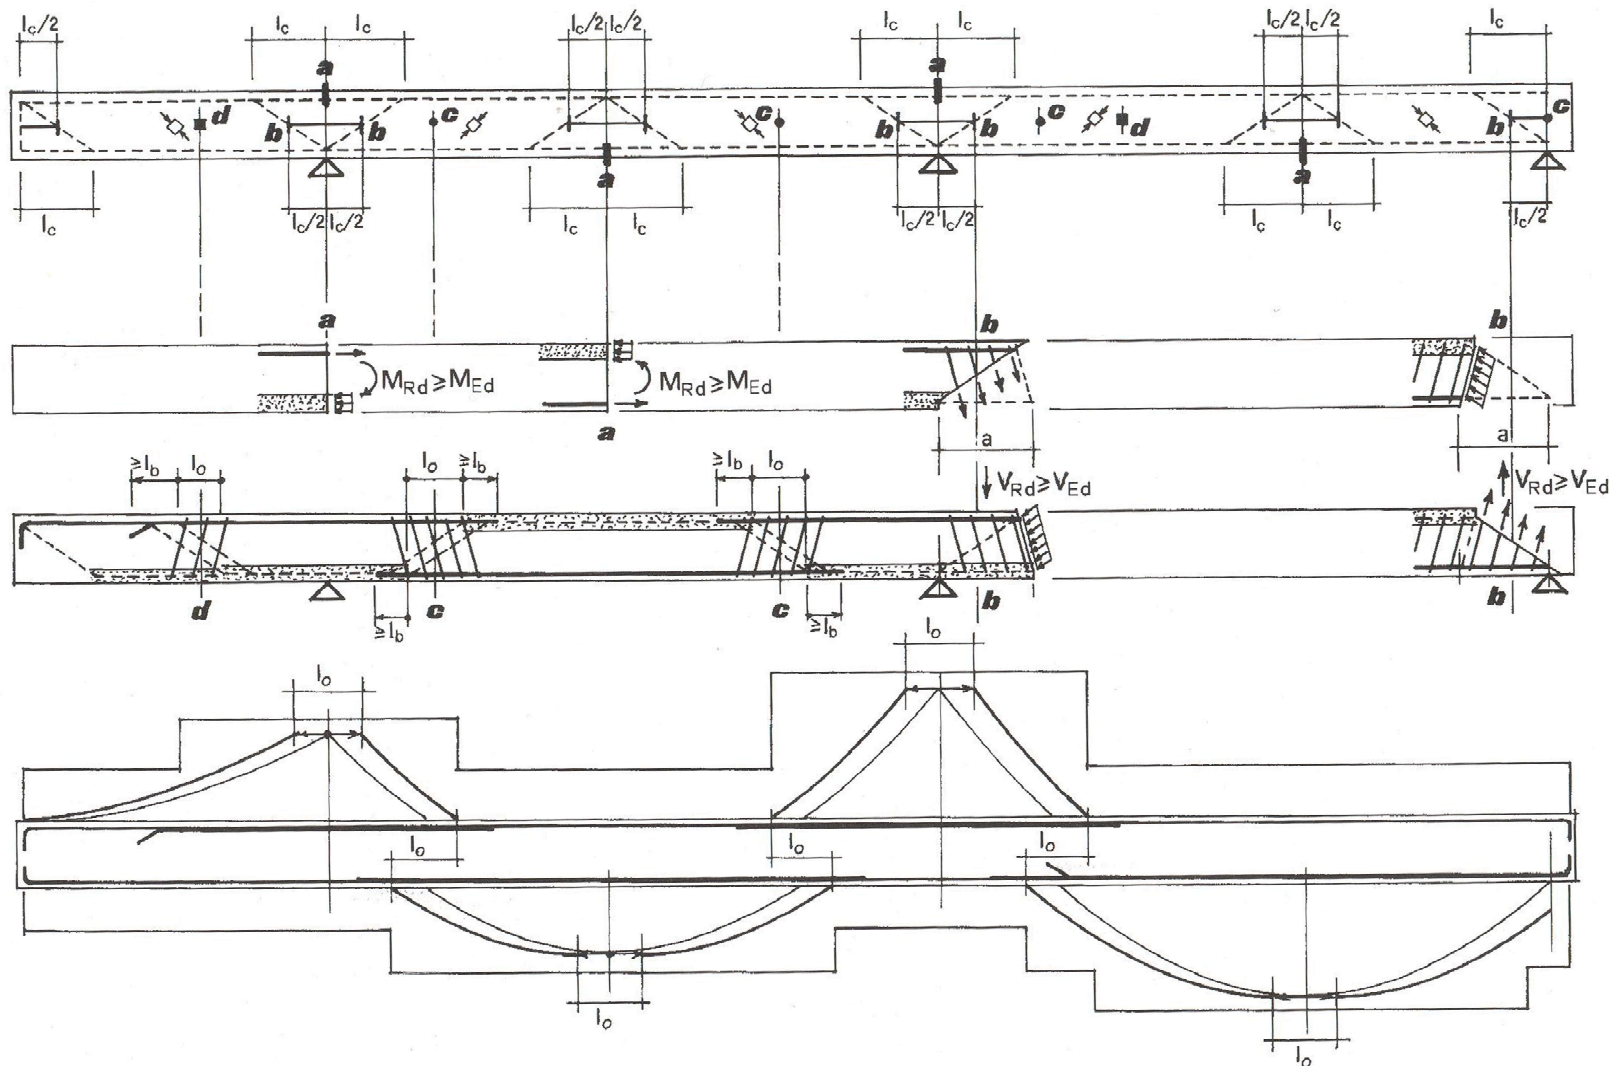 lc/2 lc lc lc/2 lc/2 lc lc lc/2 lc/2 lc
a a
d b b c c b b c d b c
a a
lc lc/2 lc/2 lc lc lc/2 lc/2 lc lc lc/2
a b b
MRd≥MEd MRd≥MEd
a a a
≥lb lo lo ≥lb ≥lb lo VRd≥VEd VRd≥VEd
d c c b b
≥lb ≥lb
lo
lo
lo lo lo
lo
lo